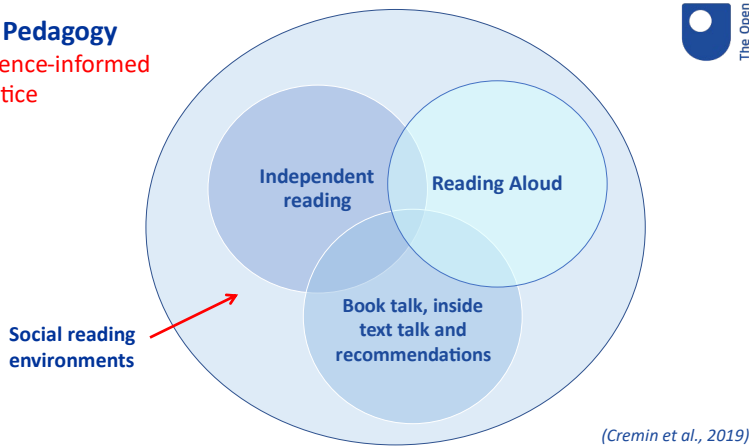 Pedagogy
ence-informed
tice
The Open
Independent
reading
Reading Aloud
Book talk, inside
text talk and
recommendations
Social reading
environments
(Cremin et al., 2019)